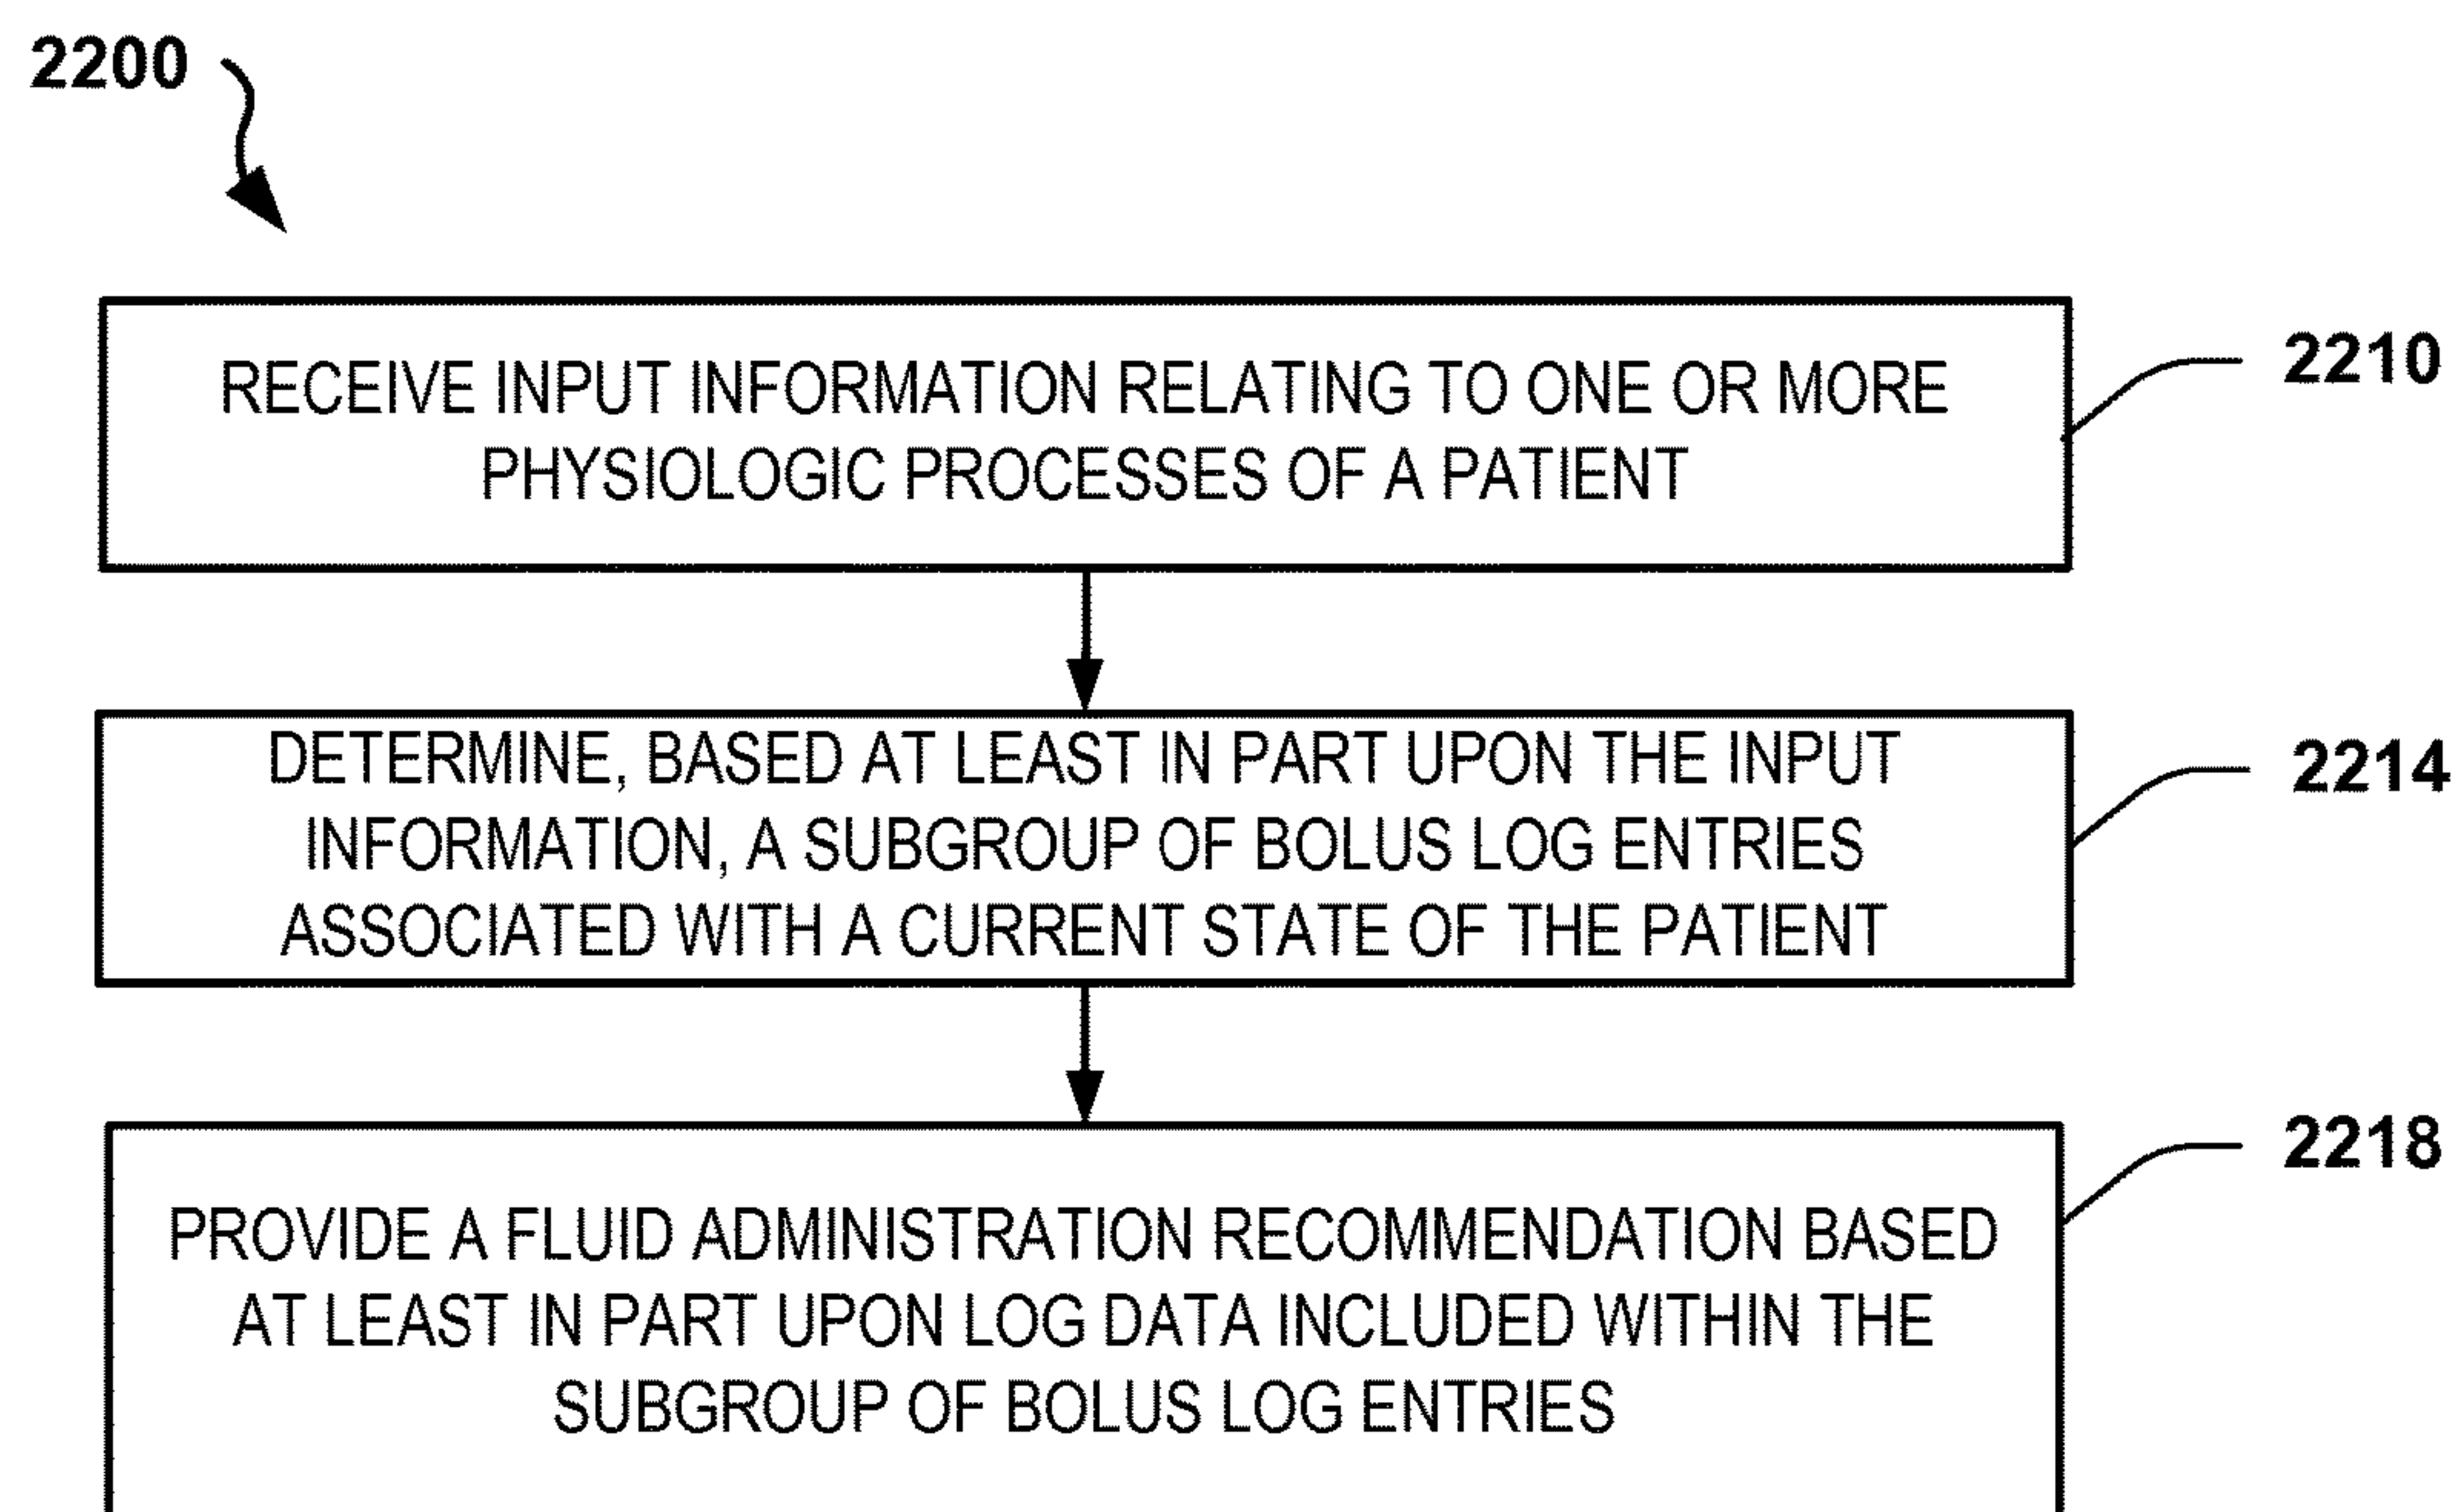 2200
RECEIVE INPUT INFORMATION RELATING TO ONE OR MORE
PHYSIOLOGIC PROCESSES OF A PATIENT
2210
DETERMINE, BASED AT LEAST IN PART UPON THE INPUT
INFORMATION, A SUBGROUP OF BOLUS LOG ENTRIES
ASSOCIATED WITH A CURRENT STATE OF THE PATIENT
2214
PROVIDE A FLUID ADMINISTRATION RECOMMENDATION BASED
AT LEAST IN PART UPON LOG DATA INCLUDED WITHIN THE
SUBGROUP OF BOLUS LOG ENTRIES
2218